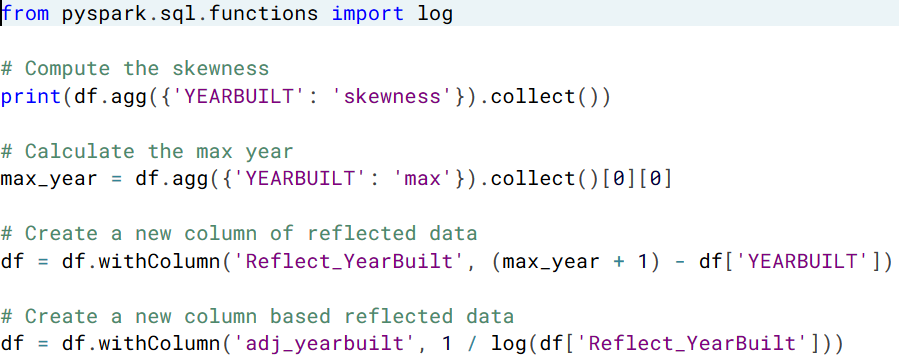 from pyspark.sql.functions import log

# Compute the skewness
print(df.agg({'YEARBUILT': 'skewness'}).collect())

# Calculate the max year
max_year = df.agg({'YEARBUILT': 'max'}).collect()[0][0]

# Create a new column of reflected data
df = df.withColumn('Reflect_YearBuilt', (max_year + 1) - df['YEARBUILT'])

# Create a new column based reflected data
df = df.withColumn('adj_yearbuilt', 1 / log(df['Reflect_YearBuilt']))